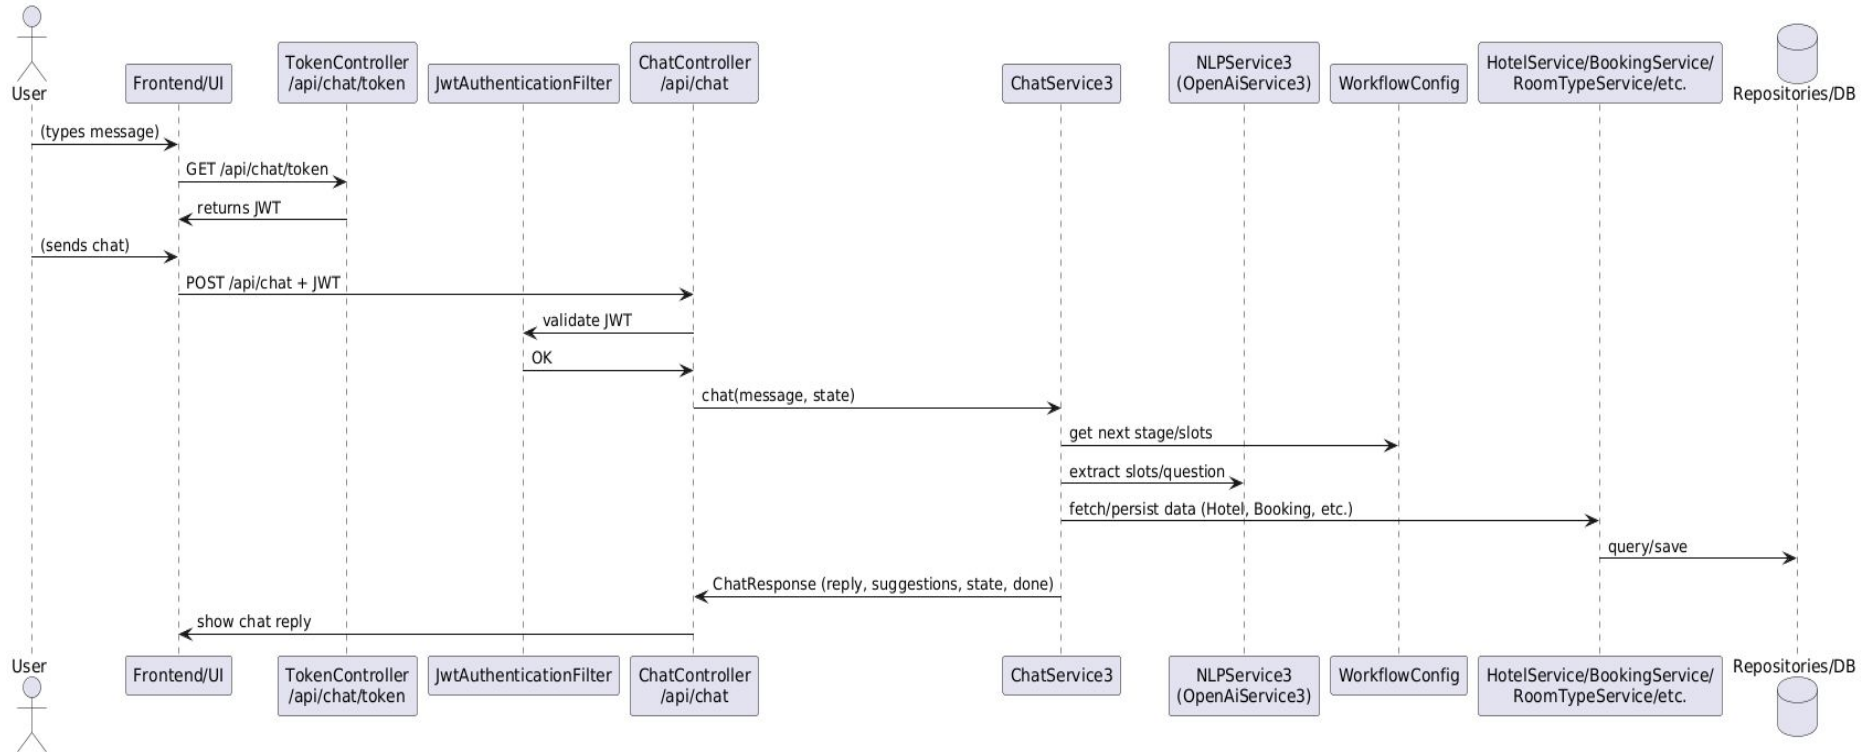 User
Frontend/UI
TokenController
/api/chat/token
JwtAuthenticationFilter
ChatController
/api/chat
ChatService3
NLPService3
(OpenAiService3)
WorkflowConfig
HotelService/BookingService/
RoomTypeService/etc.
Repositories/DB
(types message)
GET /api/chat/token
returns JWT
(sends chat)
POST /api/chat + JWT
validate JWT
OK
chat(message, state)
get next stage/slots
extract slots/question
fetch/persist data (Hotel, Booking, etc.)
query/save
ChatResponse (reply, suggestions, state, done)
show chat reply
User
Frontend/UI
TokenController
/api/chat/token
JwtAuthenticationFilter
ChatController
/api/chat
ChatService3
NLPService3
(OpenAiService3)
WorkflowConfig
HotelService/BookingService/
RoomTypeService/etc.
Repositories/DB